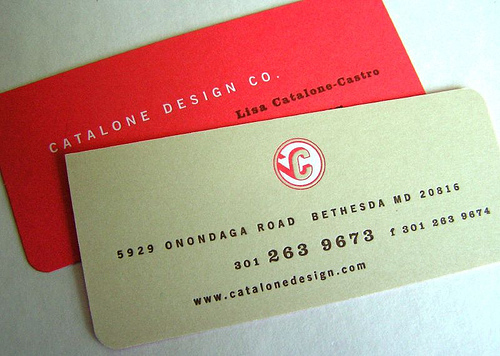 CATALONE DESIGN CO.
Lisa Catalone-Castro
C
5929 ONONDAGA ROAD BETHESDA MD 20816
301 263 9673 f 301 263 9674
www.catalonedesign.com